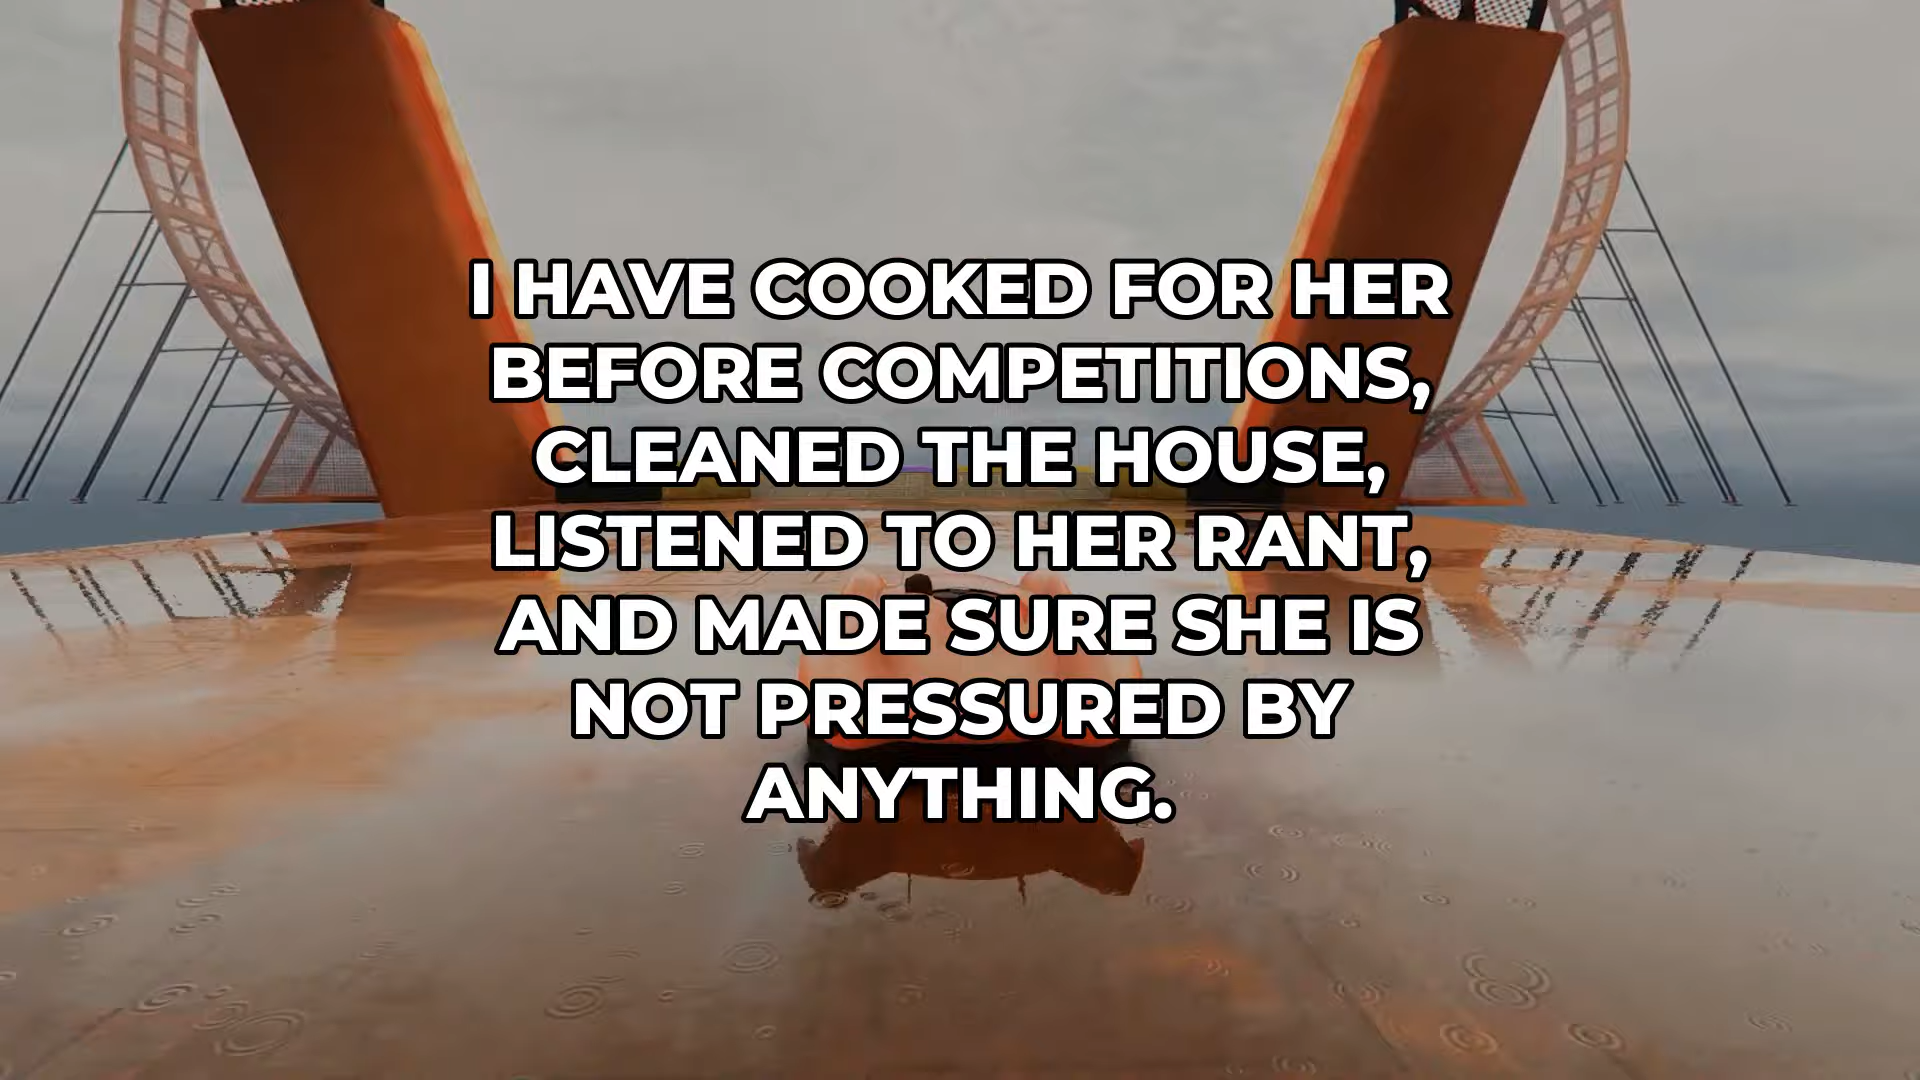 I HAVE COOKED FOR HER
BEFORE COMPETITIONS,
CLEANED THE HOUSE,
LISTENED TO HER RANT,
AND MADE SURE SHE IS
NOT PRESSURED BY
ANYTHING.